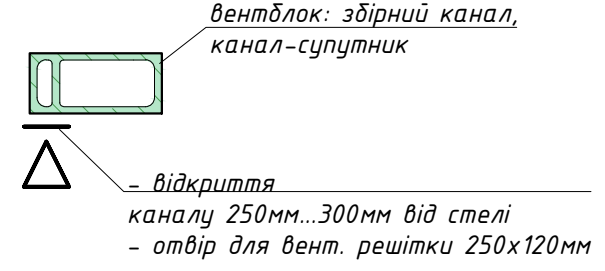 вентблок: збірний канал,
канал-супутник
- відкриття
каналу 250мм...300мм від стелі
- отвір для вент. решітки 250х120мм